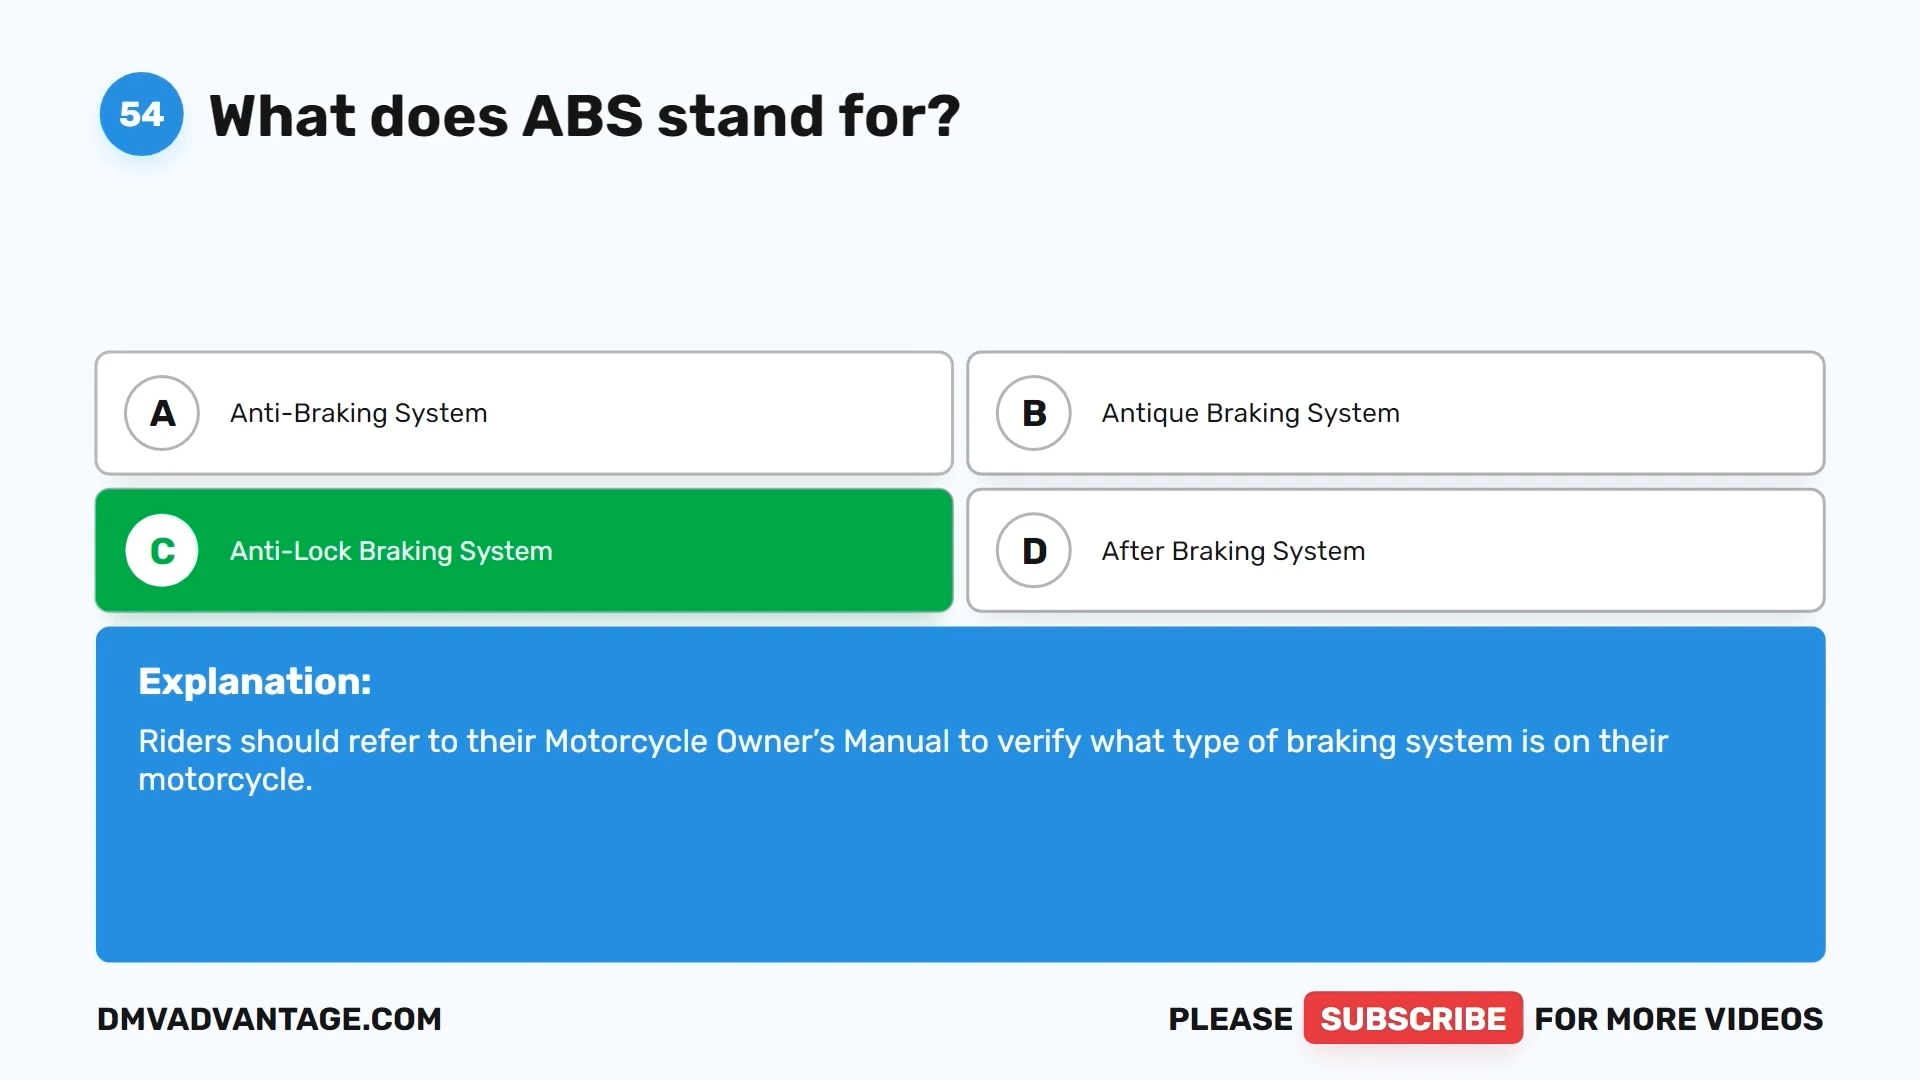 54 What does ABS stand for?
A Anti-Braking System
B Antique Braking System
C Anti-Lock Braking System
D After Braking System
Explanation:
Riders should refer to their Motorcycle Owner’s Manual to verify what type of braking system is on their
motorcycle.
DMVADVANTAGE.COM
PLEASE SUBSCRIBE FOR MORE VIDEOS